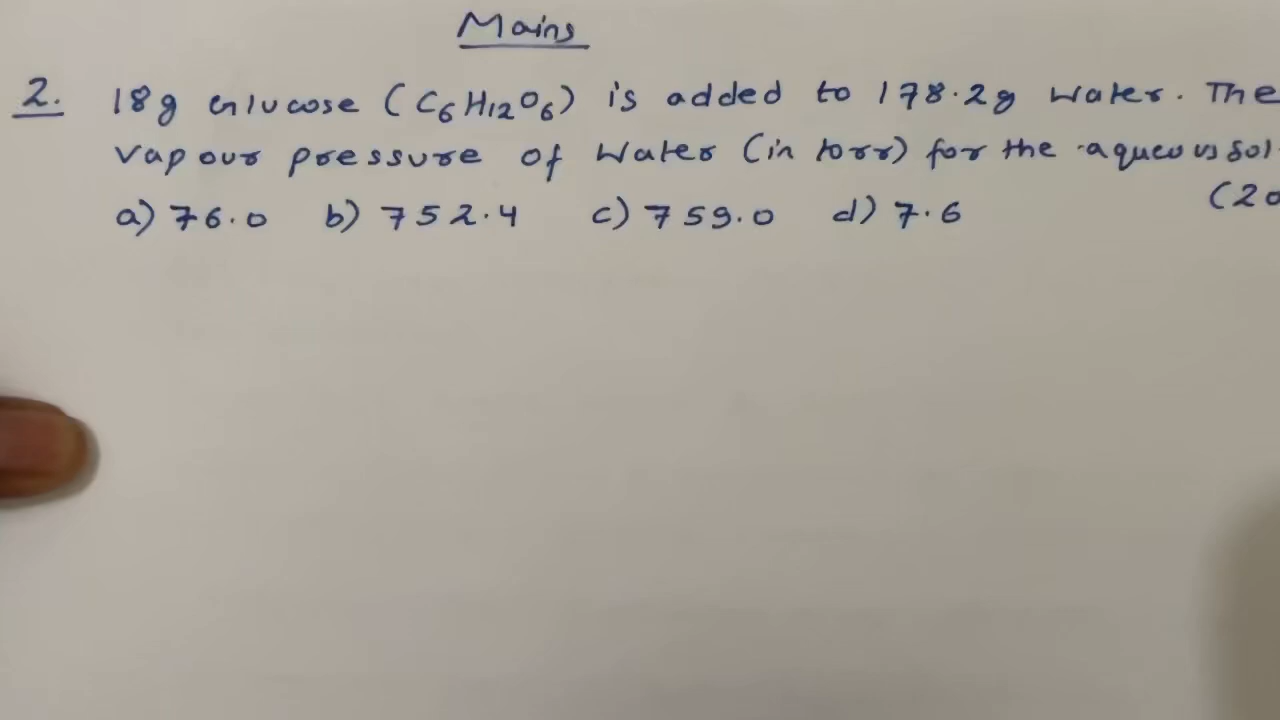 Mains
2. 18g Glucose (C6H12O6) is added to 178.2g water. The
vapour pressure of water (in torr) for the aqueous sol
a) 76.0 b) 752.4 c) 759.0 d) 7.6 (20